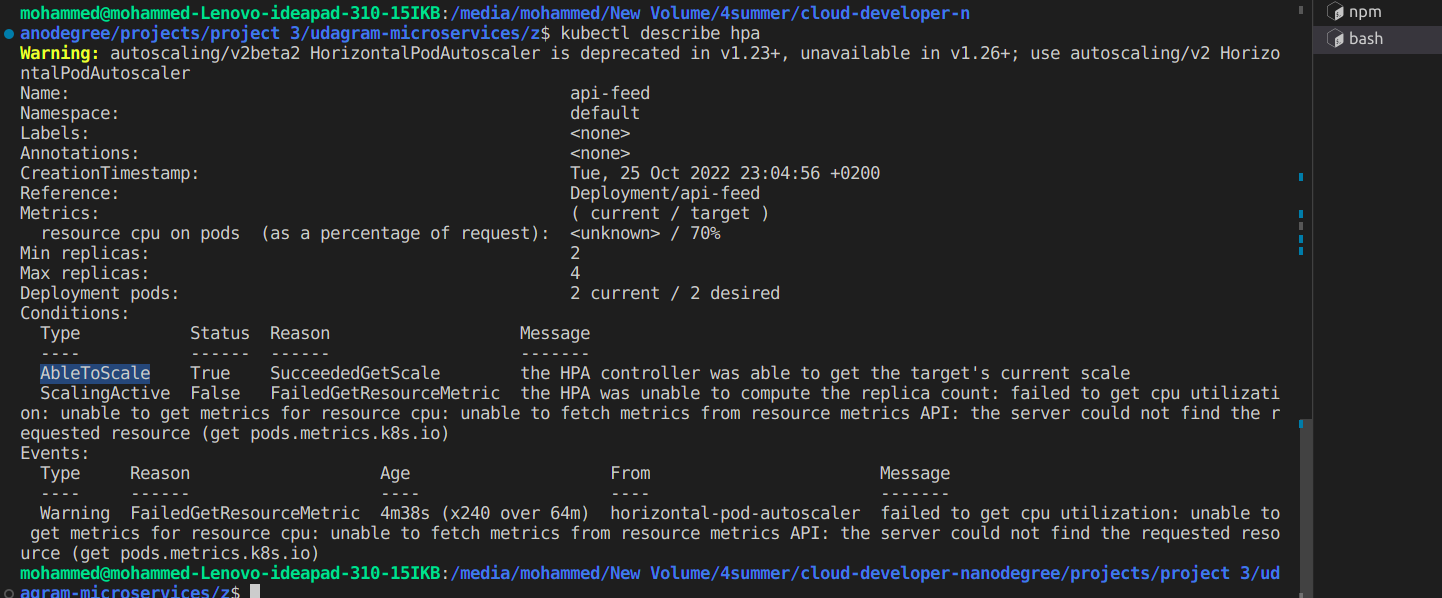 mohammed@mohammed-Lenovo-ideapad-310-15IKB:/media/mohammed/New Volume/4summer/cloud-developer-n
anodegree/projects/project 3/udagram-microservices/z$ kubectl describe hpa
Warning: autoscaling/v2beta2 HorizontalPodAutoscaler is deprecated in v1.23+, unavailable in v1.26+; use autoscaling/v2 Horizo
ntalPodAutoscaler
Name: api-feed
Namespace: default
Labels: <none>
Annotations: <none>
CreationTimestamp: Tue, 25 Oct 2022 23:04:56 +0200
Reference: Deployment/api-feed
Metrics: ( current / target )
resource cpu on pods (as a percentage of request): <unknown> / 70%
Min replicas: 2
Max replicas: 4
Deployment pods: 2 current / 2 desired
Conditions:
Type Status Reason Message
---- ------ ------ -------
AbleToScale True SucceededGetScale the HPA controller was able to get the target's current scale
ScalingActive False FailedGetResourceMetric the HPA was unable to compute the replica count: failed to get cpu utilizati
on: unable to get metrics for resource cpu: unable to fetch metrics from resource metrics API: the server could not find the r
equested resource (get pods.metrics.k8s.io)
Events:
Type Reason Age From Message
---- ------ ---- ---- -------
Warning FailedGetResourceMetric 4m38s (x240 over 64m) horizontal-pod-autoscaler failed to get cpu utilization: unable to
get metrics for resource cpu: unable to fetch metrics from resource metrics API: the server could not find the requested reso
urce (get pods.metrics.k8s.io)
mohammed@mohammed-Lenovo-ideapad-310-15IKB:/media/mohammed/New Volume/4summer/cloud-developer-nanodegree/projects/project 3/ud
agram-microservices/z$
npm
bash